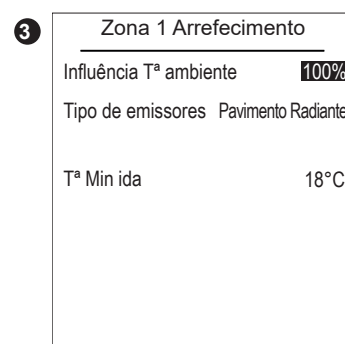 3
Zona 1 Arrefecimento
Influência Tª ambiente 100%
Tipo de emissores Pavimento Radiante
Tª Min ida 18°C